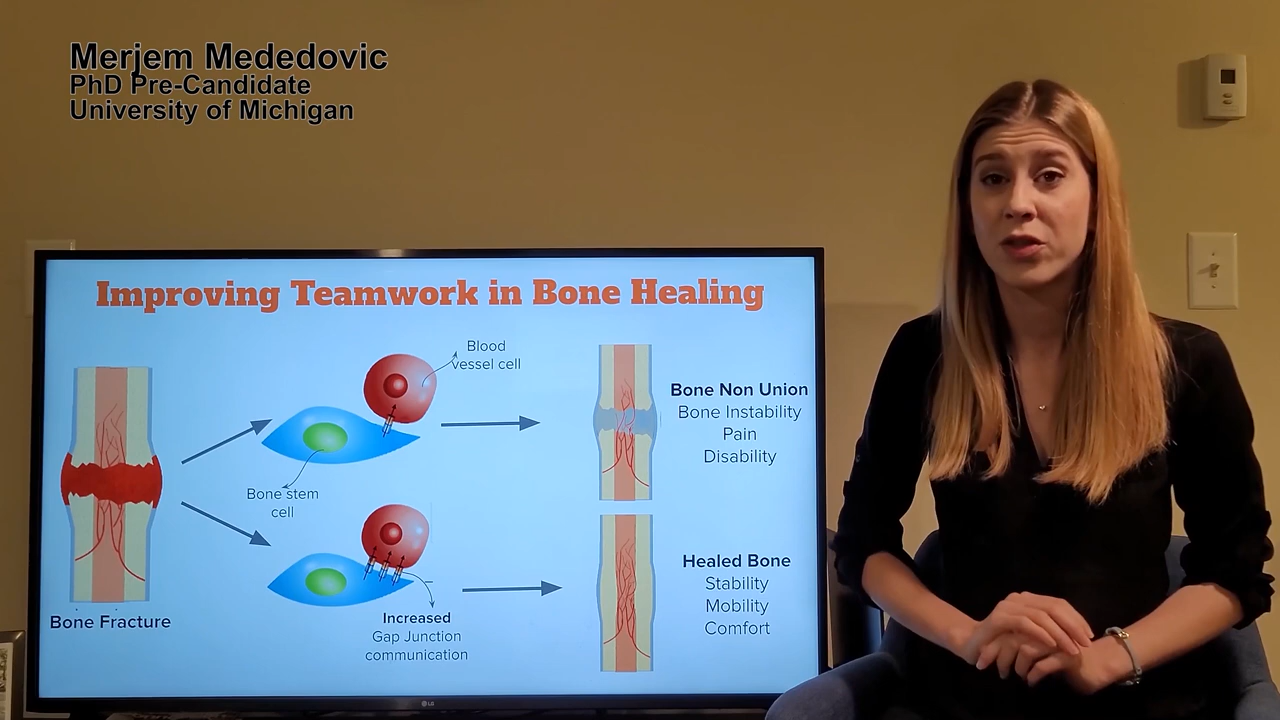 Merjem Mededovic
PhD Pre-Candidate
University of Michigan
Improving Teamwork in Bone Healing
Blood
vessel cell
Bone stem
cell
Bone Non Union
Bone Instability
Pain
Disability
Bone Fracture
Increased
Gap Junction
communication
Healed Bone
Stability
Mobility
Comfort
LG